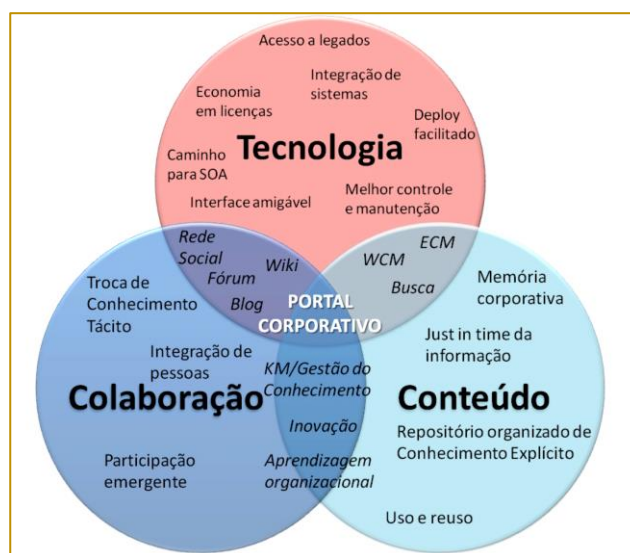 Acesso a legados
Integração de
sistemas
Economia
em licenças
Deploy
facilitado
Tecnologia
Caminho
para SOA
Melhor controle
e manutenção
Interface amigável
Rede
Social
Fórum
Wiki
Blog
ECM
WCM
Busca
PORTAL
CORPORATIVO
Troca de
Conhecimento
Tácito
Memória
corporativa
Just in time da
informação
Integração de
pessoas
KM/Gestão do
Conhecimento
Colaboração
Conteúdo
Inovação
Repositório organizado de
Conhecimento Explícito
Participação
emergente
Aprendizagem
organizacional
Uso e reuso